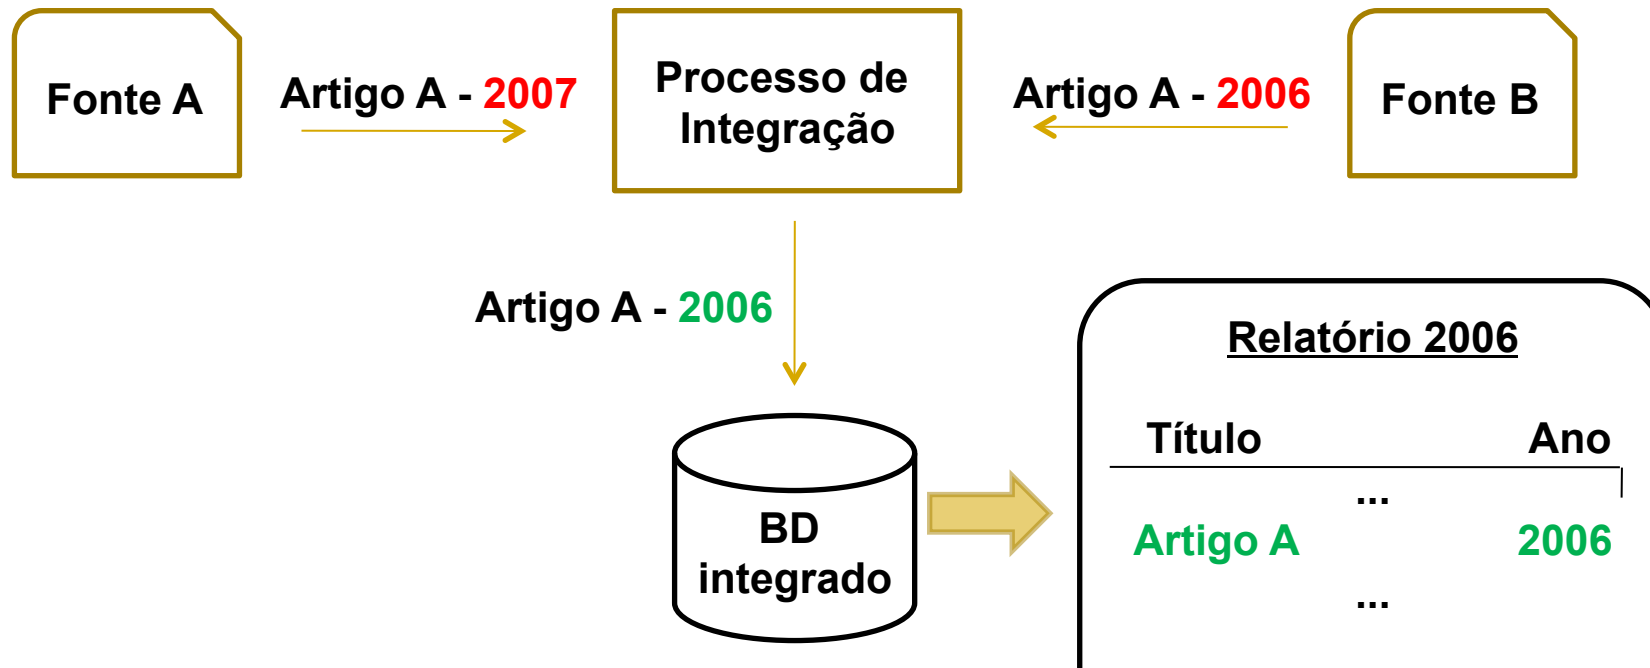 Fonte A
Artigo A - 2007
Processo de
Integração
Artigo A - 2006
Fonte B
Artigo A - 2006
BD
integrado
Relatório 2006
Título Ano
...
Artigo A 2006
...